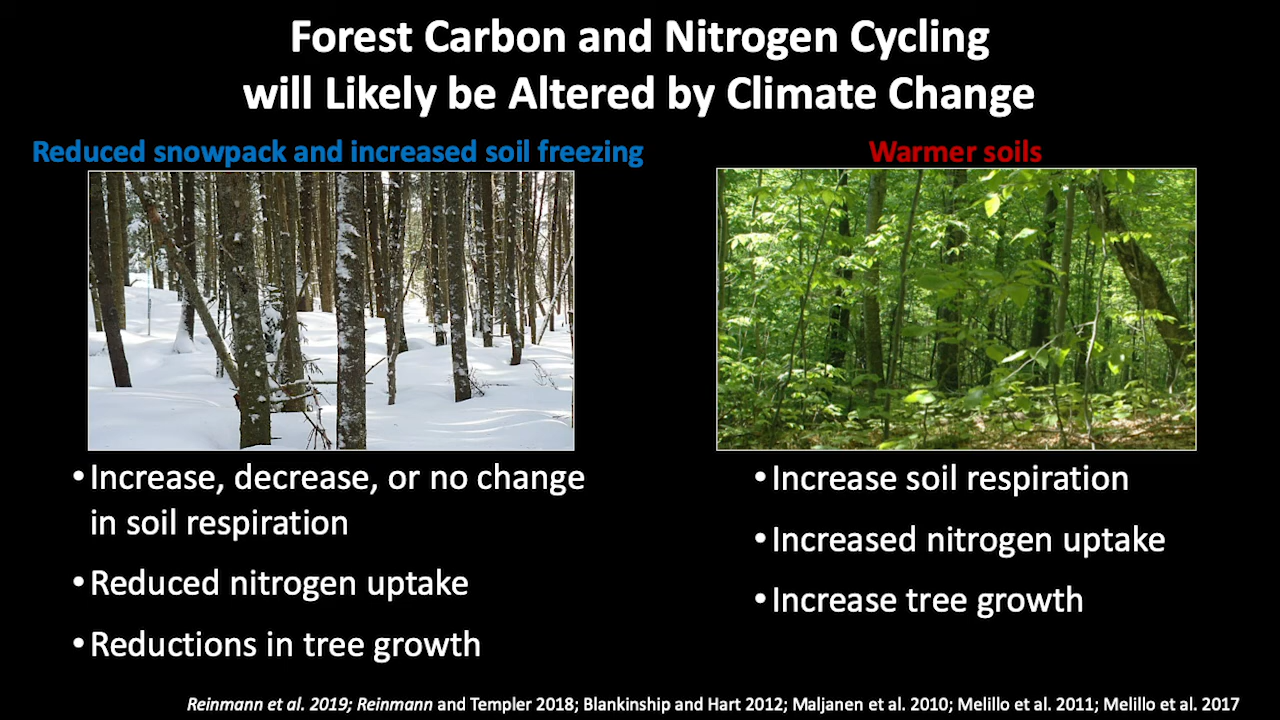 Forest Carbon and Nitrogen Cycling
will Likely be Altered by Climate Change
Reduced snowpack and increased soil freezing
• Increase, decrease, or no change
in soil respiration
• Reduced nitrogen uptake
• Reductions in tree growth
Warmer soils
• Increase soil respiration
• Increased nitrogen uptake
• Increase tree growth
Reinmann et al. 2019; Reinmann and Templer 2018; Blankinship and Hart 2012; Maljanen et al. 2010; Melillo et al. 2011; Melillo et al. 2017